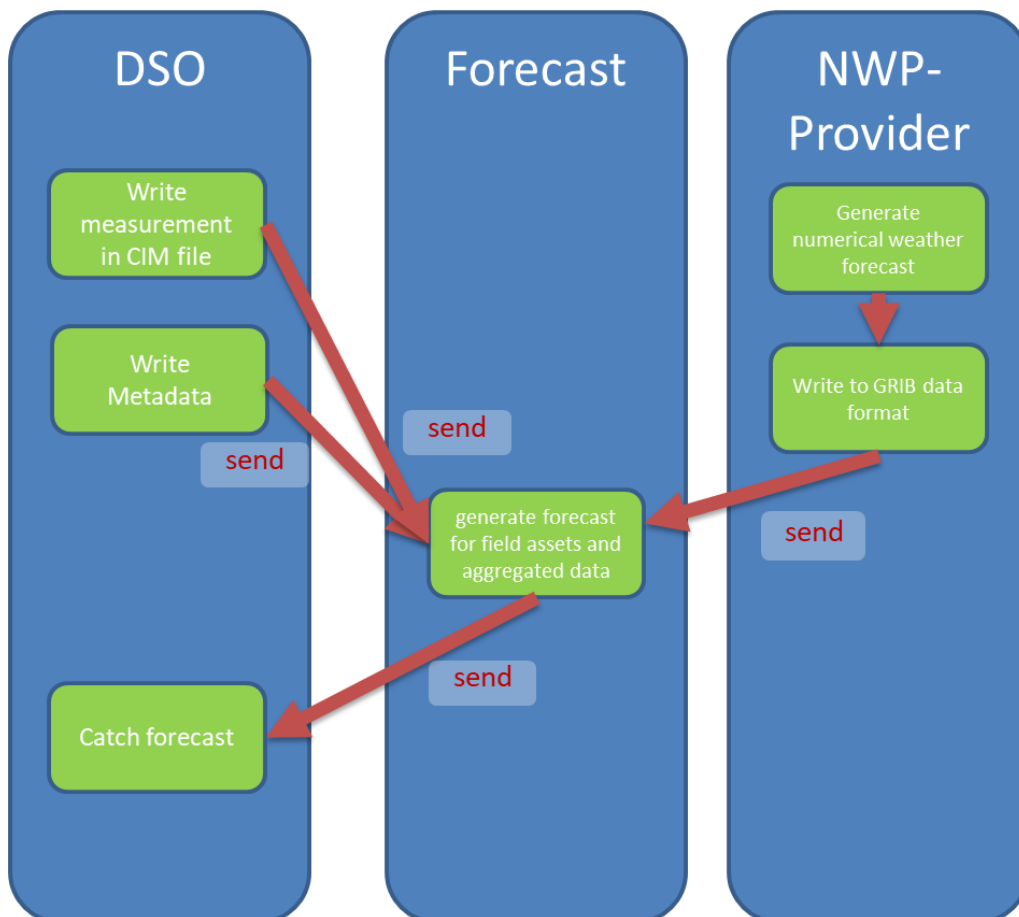 DSO
Write
measurement
in CIM file
Write
Metadata
send
Catch forecast
Forecast
send
generate forecast
for field assets and
aggregated data
send
NWP-
Provider
Generate
numerical weather
forecast
Write to GRIB data
format
send